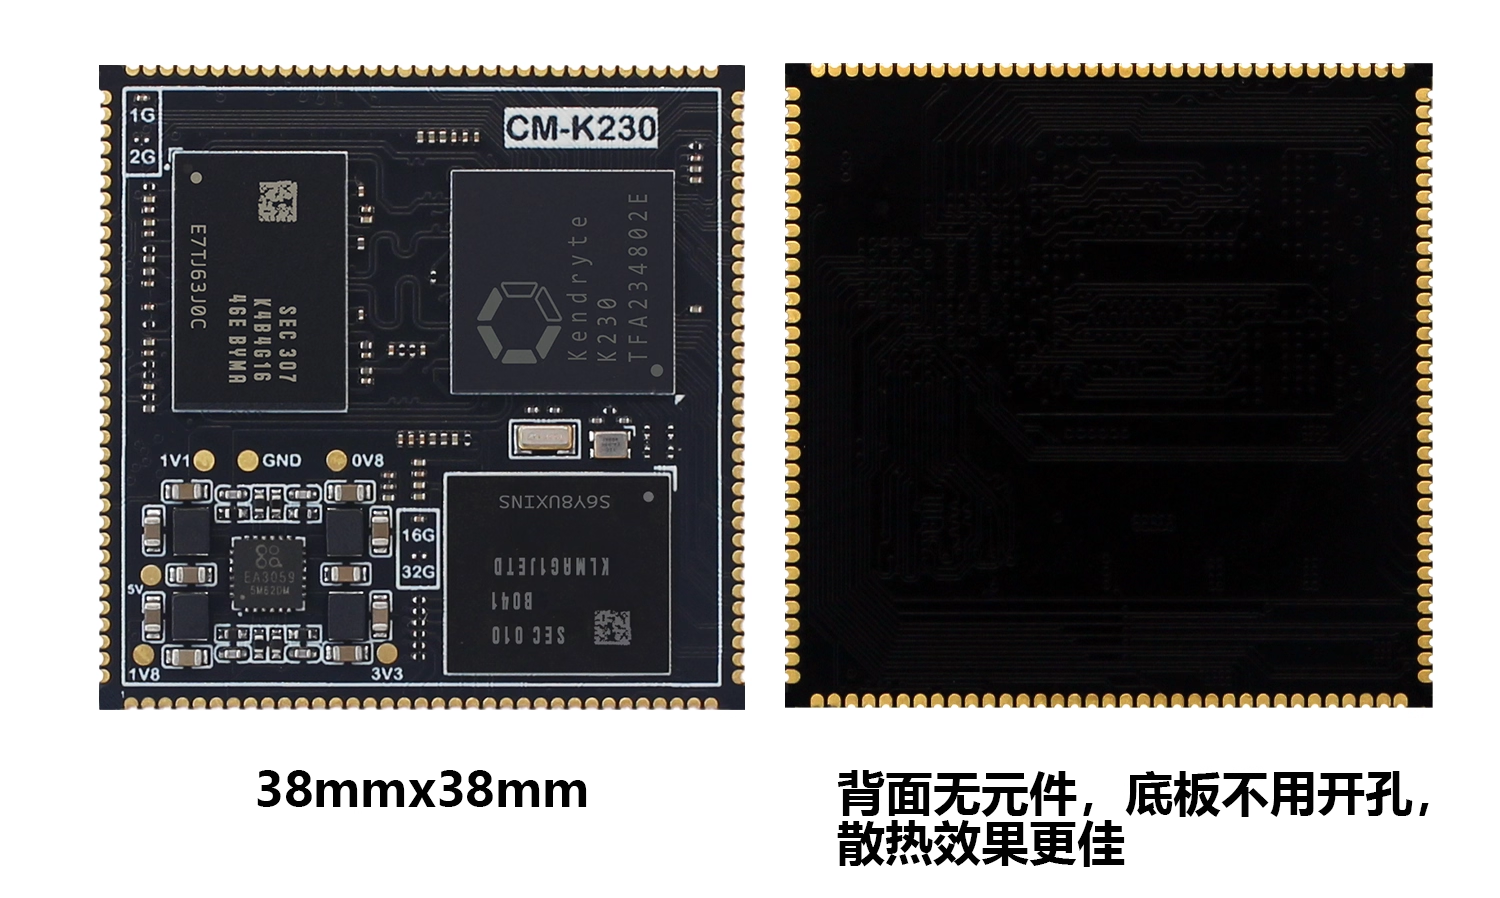 CM-K230
1G
2G
E7TJ63J0C
SEC 307
K4B4G16
46E BYMA
Kendryte
K230
TFA234802E
1V1
GND
0V8
5V
EA3059
5M62DM
1V8
3V3
16G
32G
S6Y8UXINS
KLMAG1JETD
B041
SEC 010
38mmx38mm
背面无元件，底板不用开孔，
散热效果更佳